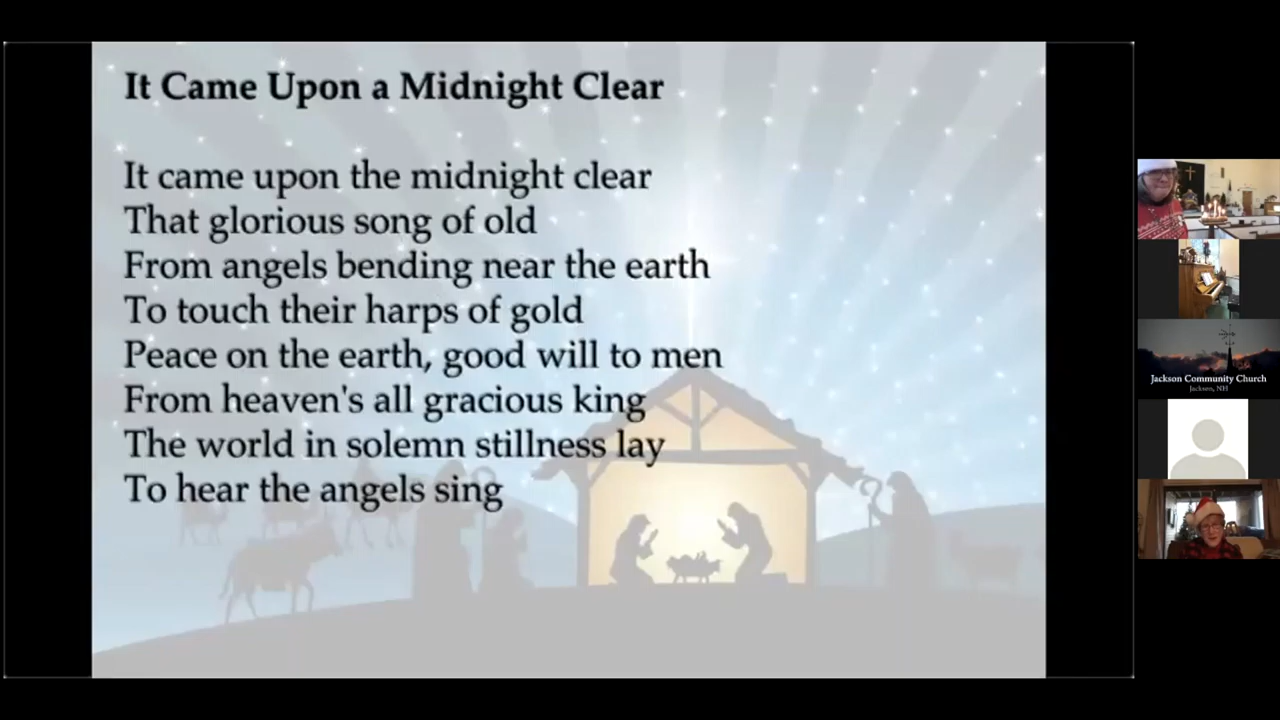 It Came Upon a Midnight Clear
It came upon the midnight clear
That glorious song of old
From angels bending near the earth
To touch their harps of gold
Peace on the earth, good will to men
From heaven's all gracious king
The world in solemn stillness lay
To hear the angels sing
Jackson Community Church
Jackson, NH